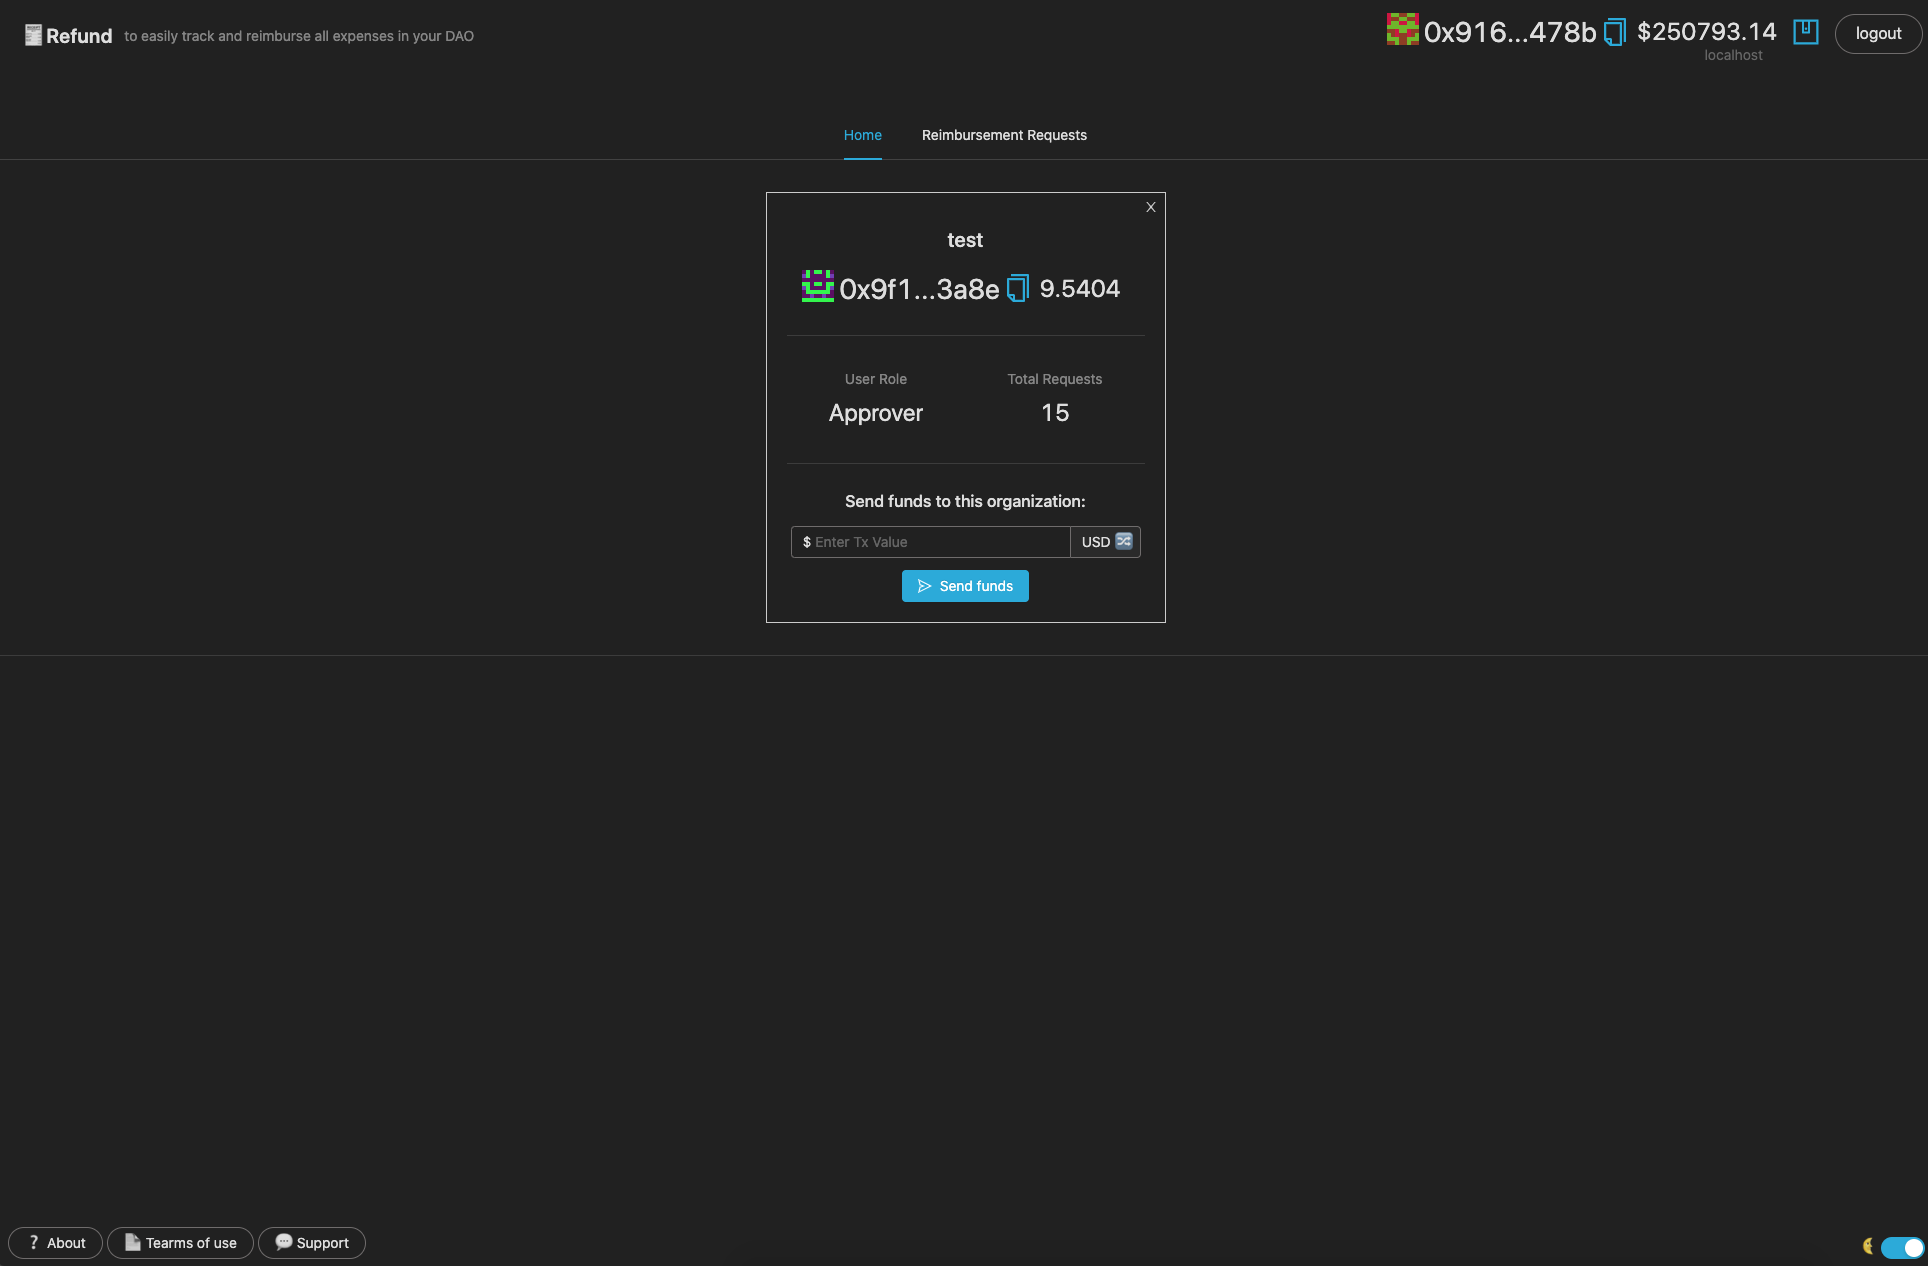 Refund to easily track and reimburse all expenses in your DAO
0x916...478b $250793.14 logout
localhost
Home Reimbursement Requests
X
test
0x9f1...3a8e 9.5404
User Role Total Requests
Approver 15
Send funds to this organization:
$ Enter Tx Value USD
Send funds
? About Tearms of use Support